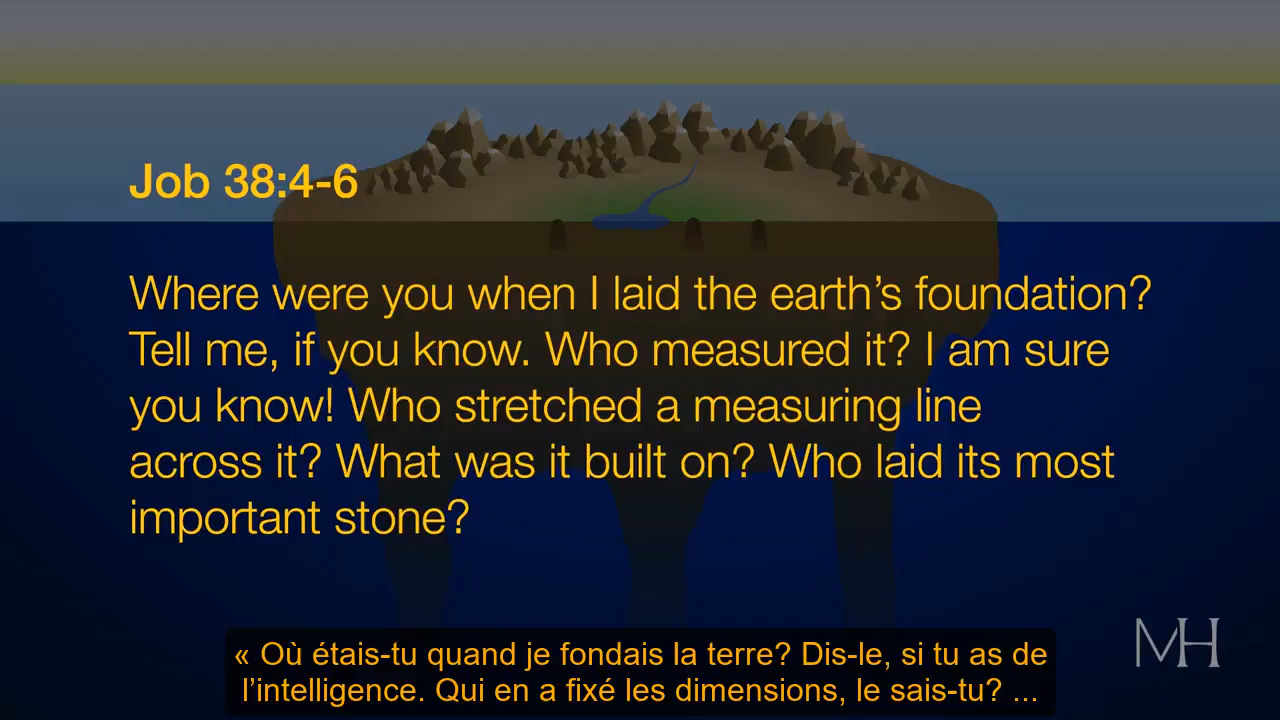 Job 38:4-6
Where were you when I laid the earth’s foundation?
Tell me, if you know. Who measured it? I am sure
you know! Who stretched a measuring line
across it? What was it built on? Who laid its most
important stone?
MH
« Où étais-tu quand je fondais la terre? Dis-le, si tu as de
l’intelligence. Qui en a fixé les dimensions, le sais-tu? ...